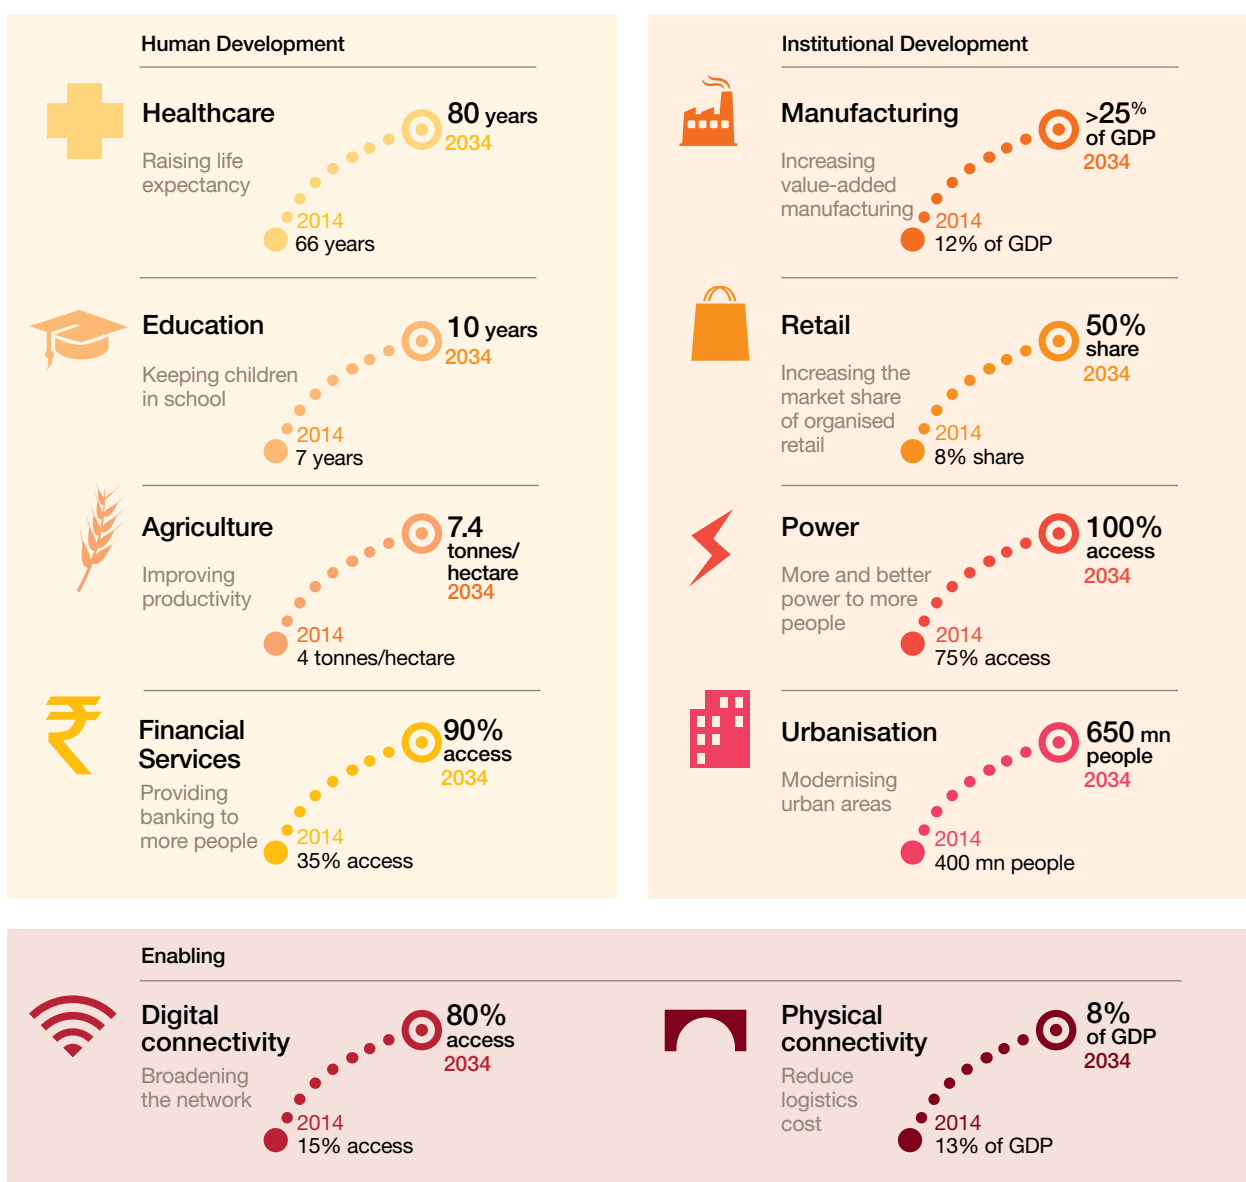 Human Development
Healthcare
Raising life
expectancy
80 years
2034
2014
66 years
Education
Keeping children
in school
10 years
2034
2014
7 years
Agriculture
Improving
productivity
7.4
tonnes/
hectare
2034
2014
4 tonnes/hectare
₹
Financial
Services
Providing
banking to
more people
90%
access
2034
2014
35% access
Institutional Development
Manufacturing
Increasing
value-added
manufacturing
>25%
of GDP
2034
2014
12% of GDP
Retail
Increasing the
market share
of organised
retail
50%
share
2034
2014
8% share
Power
More and better
power to more
people
100%
access
2034
2014
75% access
Urbanisation
Modernising
urban areas
650 mn
people
2034
2014
400 mn people
Enabling
Digital
connectivity
Broadening
the network
80%
access
2034
2014
15% access
Physical
connectivity
Reduce
logistics
cost
8%
of GDP
2034
2014
13% of GDP